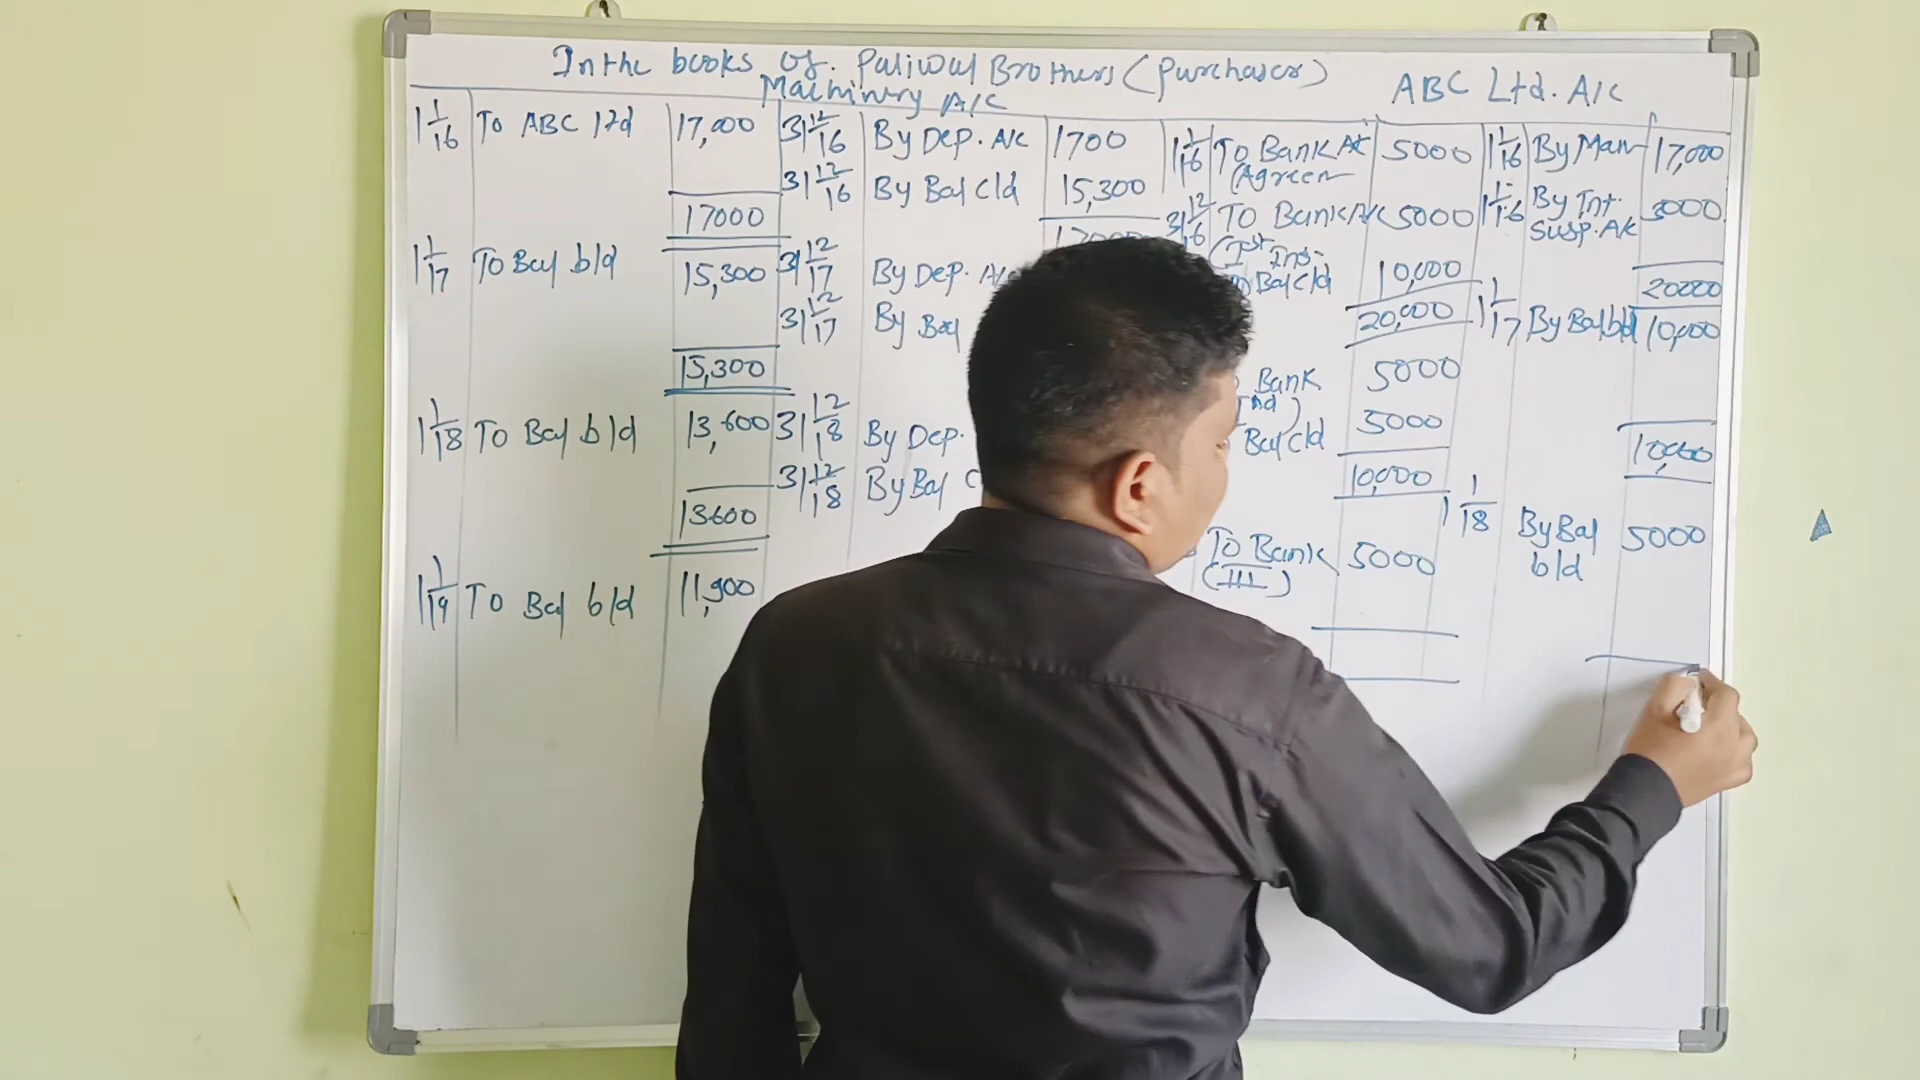 In the books of. Paliwal Brothers (Purchaser)
Machinery A/c
ABC Ltd. A/c
1 1/16 To ABC ltd 17,000 31 12/16 By Dep. A/c 1700
31 12/16 By Bal c/d 15,300
17000
1 1/17 To Bal b/d 15,300 31 12/17 By Dep. A/c
31 12/17 By Bal
15,300
1 1/18 To Bal b/d 13,600 31 12/18 By Dep.
31 12/18 By Bal c
13600
1 1/19 To Bal b/d 11,900
1 1/16 To Bank A/c 5000 1 1/16 By Mam 17,000
(Agreem
31 12/16 To Bank A/c 5000 1 1/16 By Int. 3000
(Ist Ins- Susp. A/c
Bal c/d 10,000 20000
20,000 1 1/17 By Bal b/d 10,000
Bank 5000
Bal c/d 5000
10,000 10,000
1 1/18 By Bal 5000
b/d
To Bank 5000
(III)